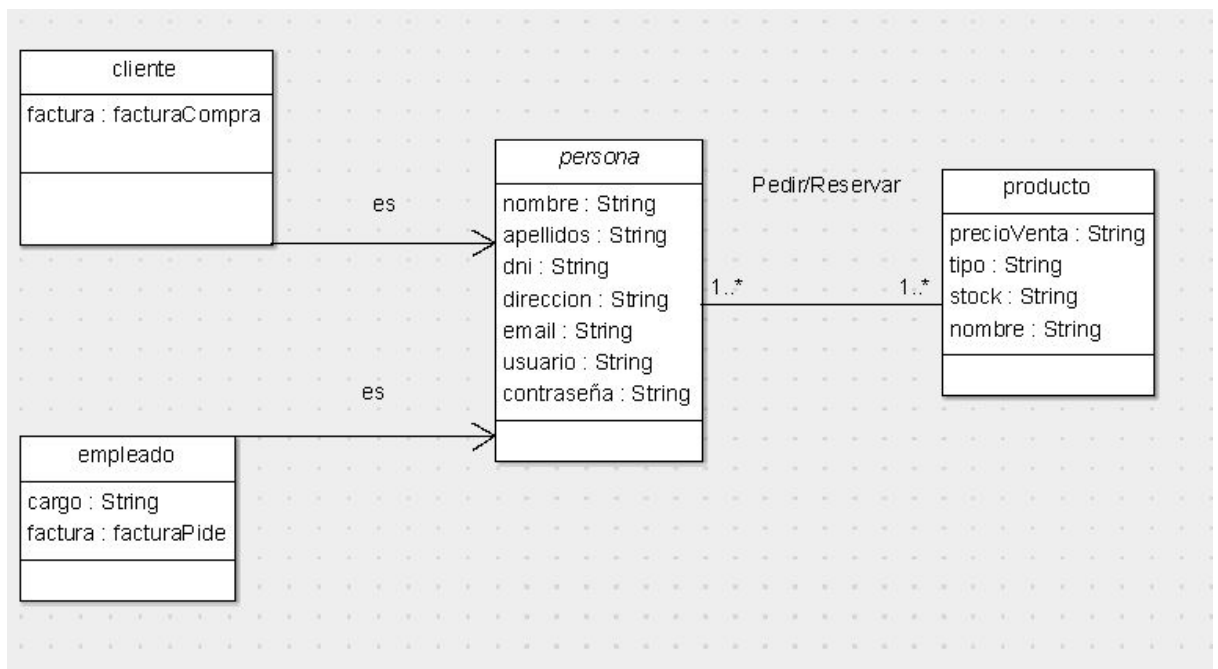 cliente
factura : facturaCompra
es
persona
nombre : String
apellidos : String
dni : String
direccion : String
email : String
usuario : String
contraseña : String
Pedir/Reservar
1..*
1..*
producto
precioVenta : String
tipo : String
stock : String
nombre : String
es
empleado
cargo : String
factura : facturaPide